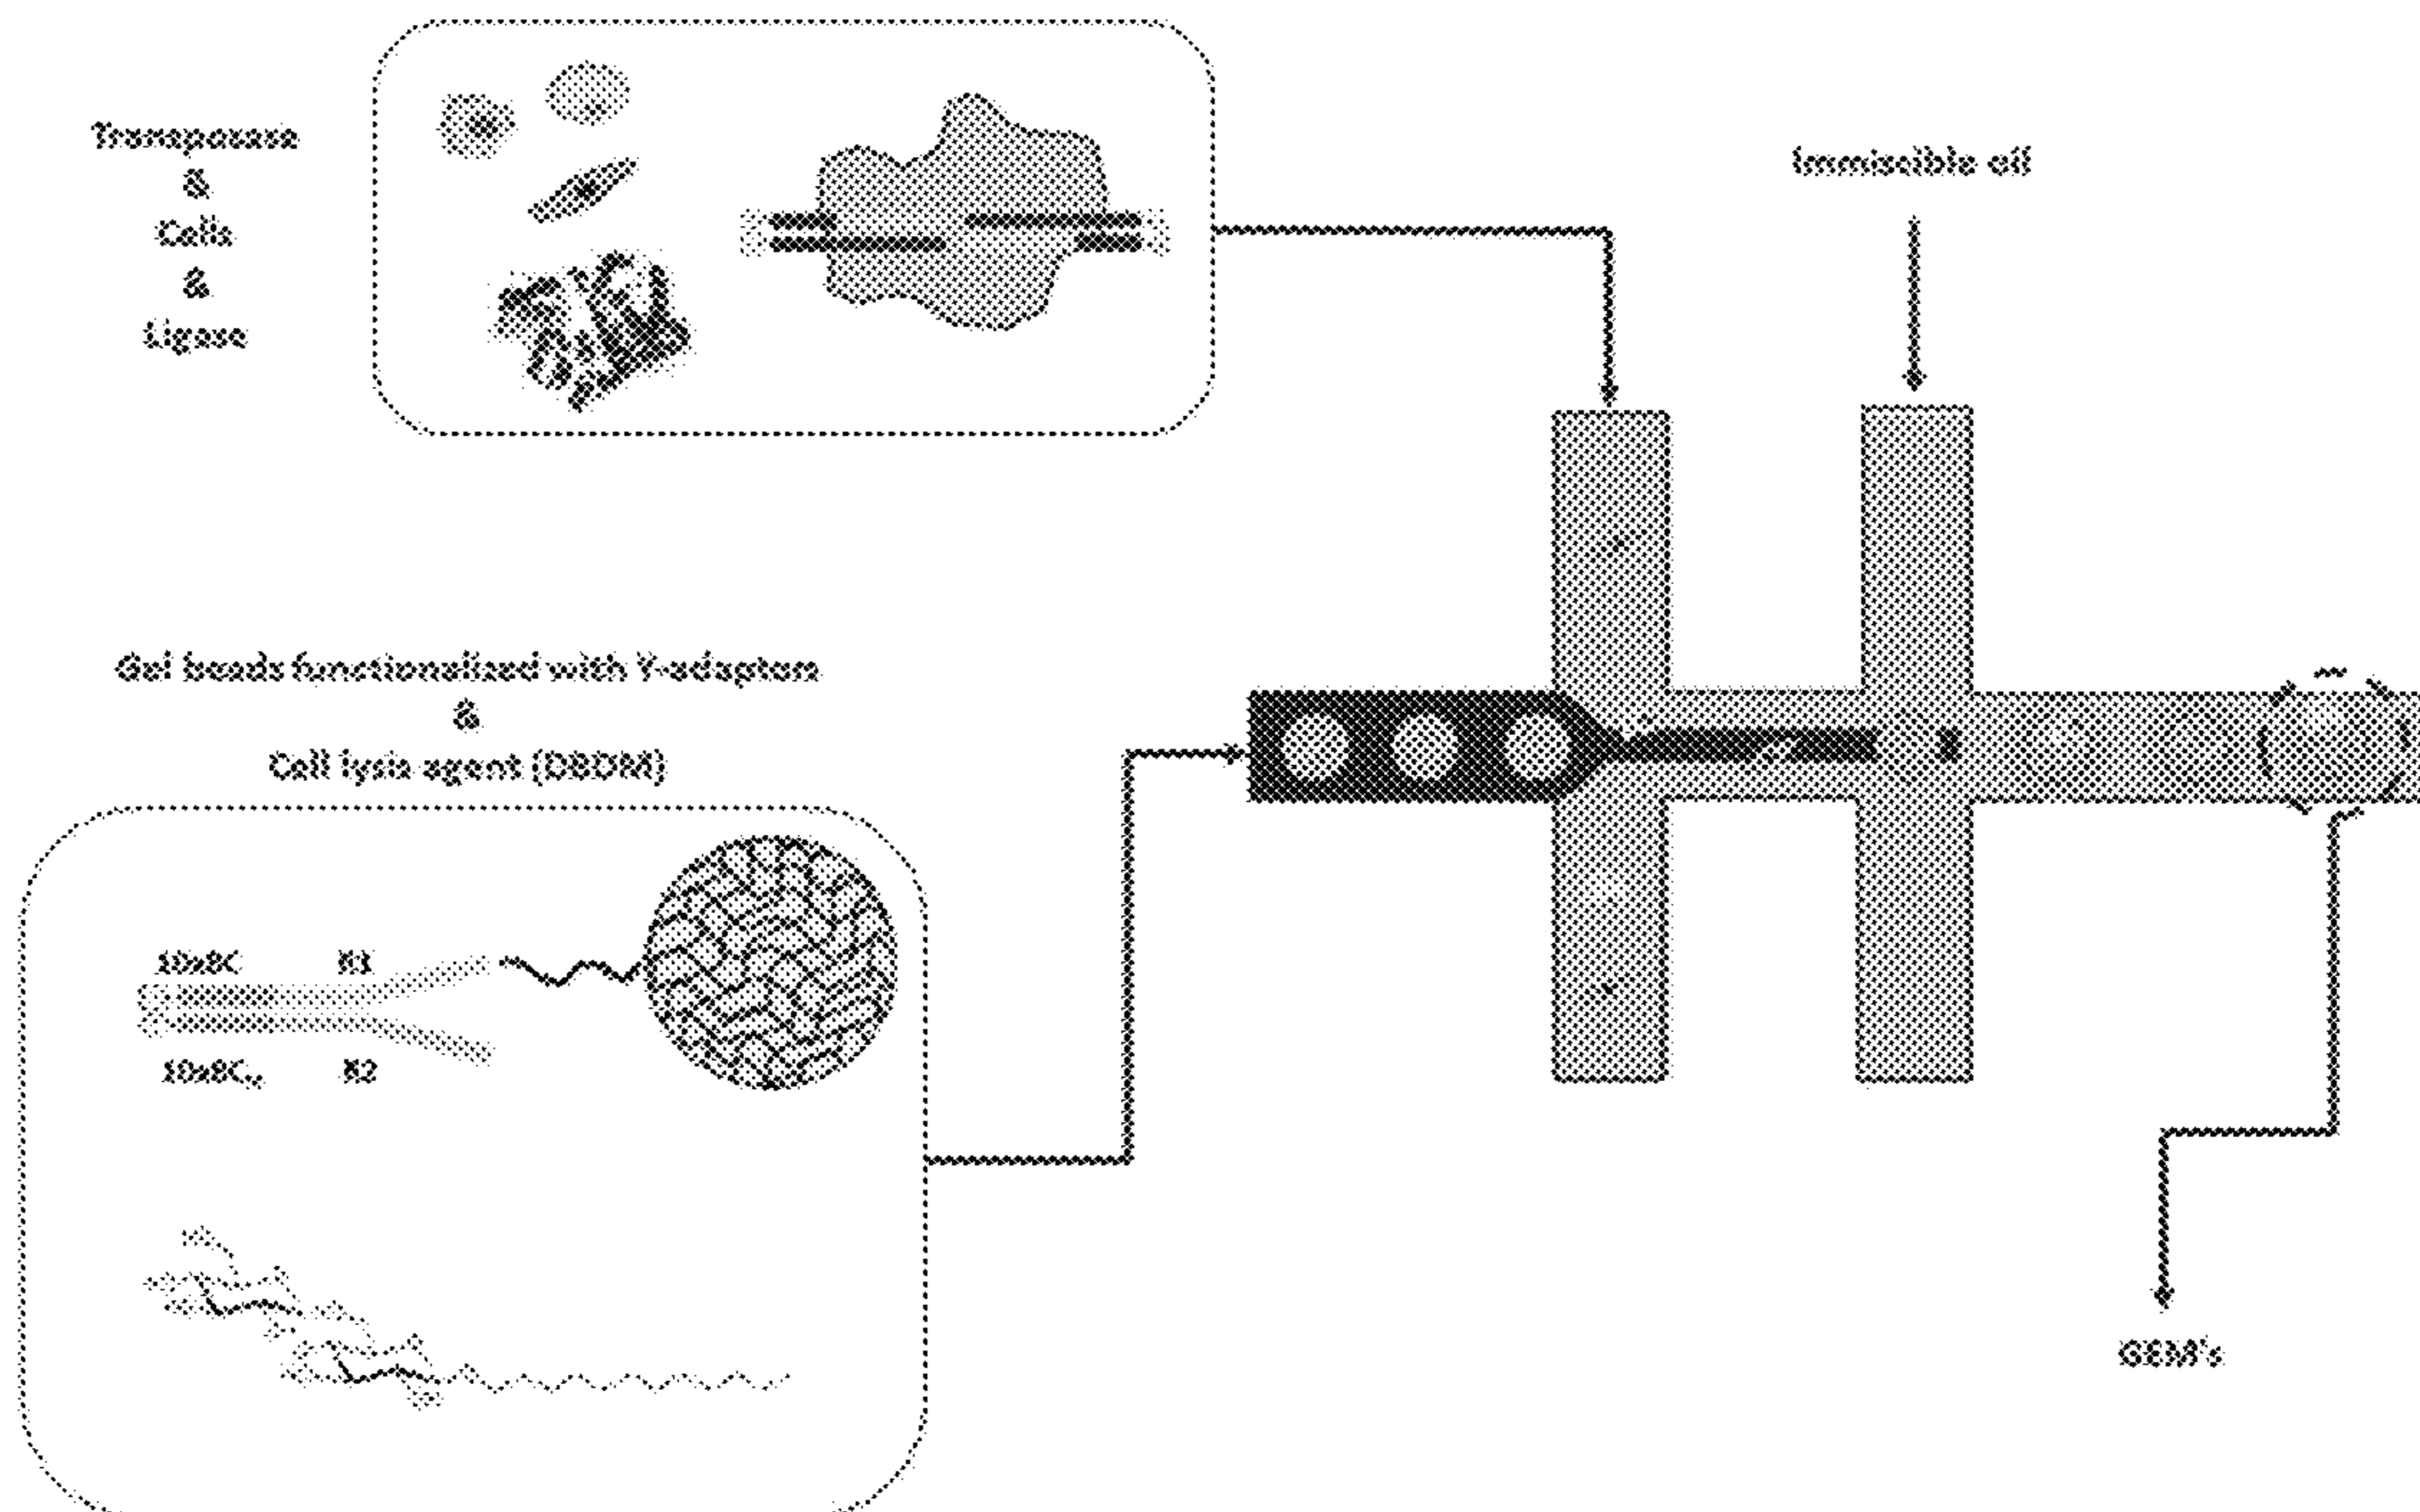 Transposase
&
Cells
&
Ligase
Immiscible oil
Gel beads functionalized with Y-adaptors
&
Cell lysis agent (DBDM)
10xBC
R1
R2
GEM's